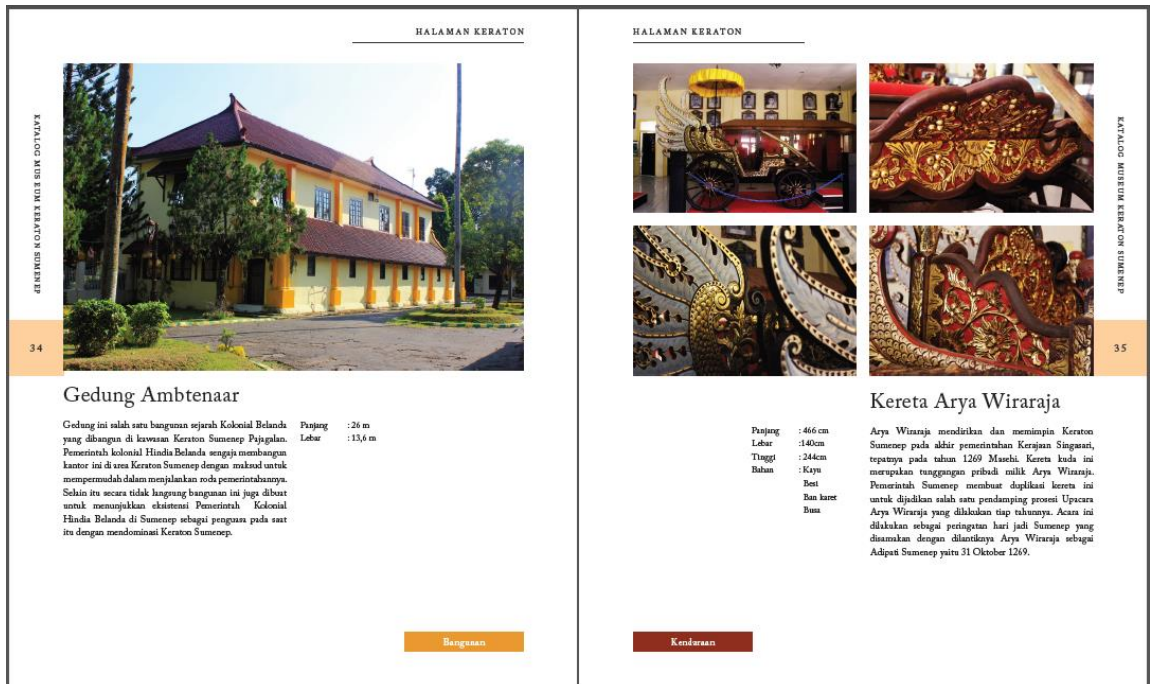 HALAMAN KERATON
KATALOG MUSEUM KERATON SUMENEP
34
Gedung Ambtenaar
Gedung ini salah satu bangunan sejarah Kolonial Belanda
yang dibangun di kawasan Keraton Sumenep Pajagalan.
Pemerintah kolonial Hindia Belanda sengaja membangun
kantor ini di area Keraton Sumenep dengan maksud untuk
mempermudah dalam menjalankan roda pemerintahannya.
Selain itu secara tidak langsung bangunan ini juga dibuat
untuk menunjukkan eksistensi Pemerintah Kolonial
Hindia Belanda di Sumenep sebagai penguasa pada saat
itu dengan mendominasi Keraton Sumenep.
Panjang : 26 m
Lebar : 13,6 m
Bangunan
HALAMAN KERATON
KATALOG MUSEUM KERATON SUMENEP
35
Kereta Arya Wiraraja
Panjang : 466 cm
Lebar :140cm
Tinggi : 244cm
Bahan : Kayu
Besi
Ban karet
Busa
Arya Wiraraja mendirikan dan memimpin Keraton
Sumenep pada akhir pemerintahan Kerajaan Singasari,
tepatnya pada tahun 1269 Masehi. Kereta kuda ini
merupakan tunggangan pribadi milik Arya Wiraraja.
Pemerintah Sumenep membuat duplikasi kereta ini
untuk dijadikan salah satu pendamping prosesi Upacara
Arya Wiraraja yang dilakukan tiap tahunnya. Acara ini
dilakukan sebagai peringatan hari jadi Sumenep yang
disamakan dengan dilantiknya Arya Wiraraja sebagai
Adipati Sumenep yaitu 31 Oktober 1269.
Kendaraan